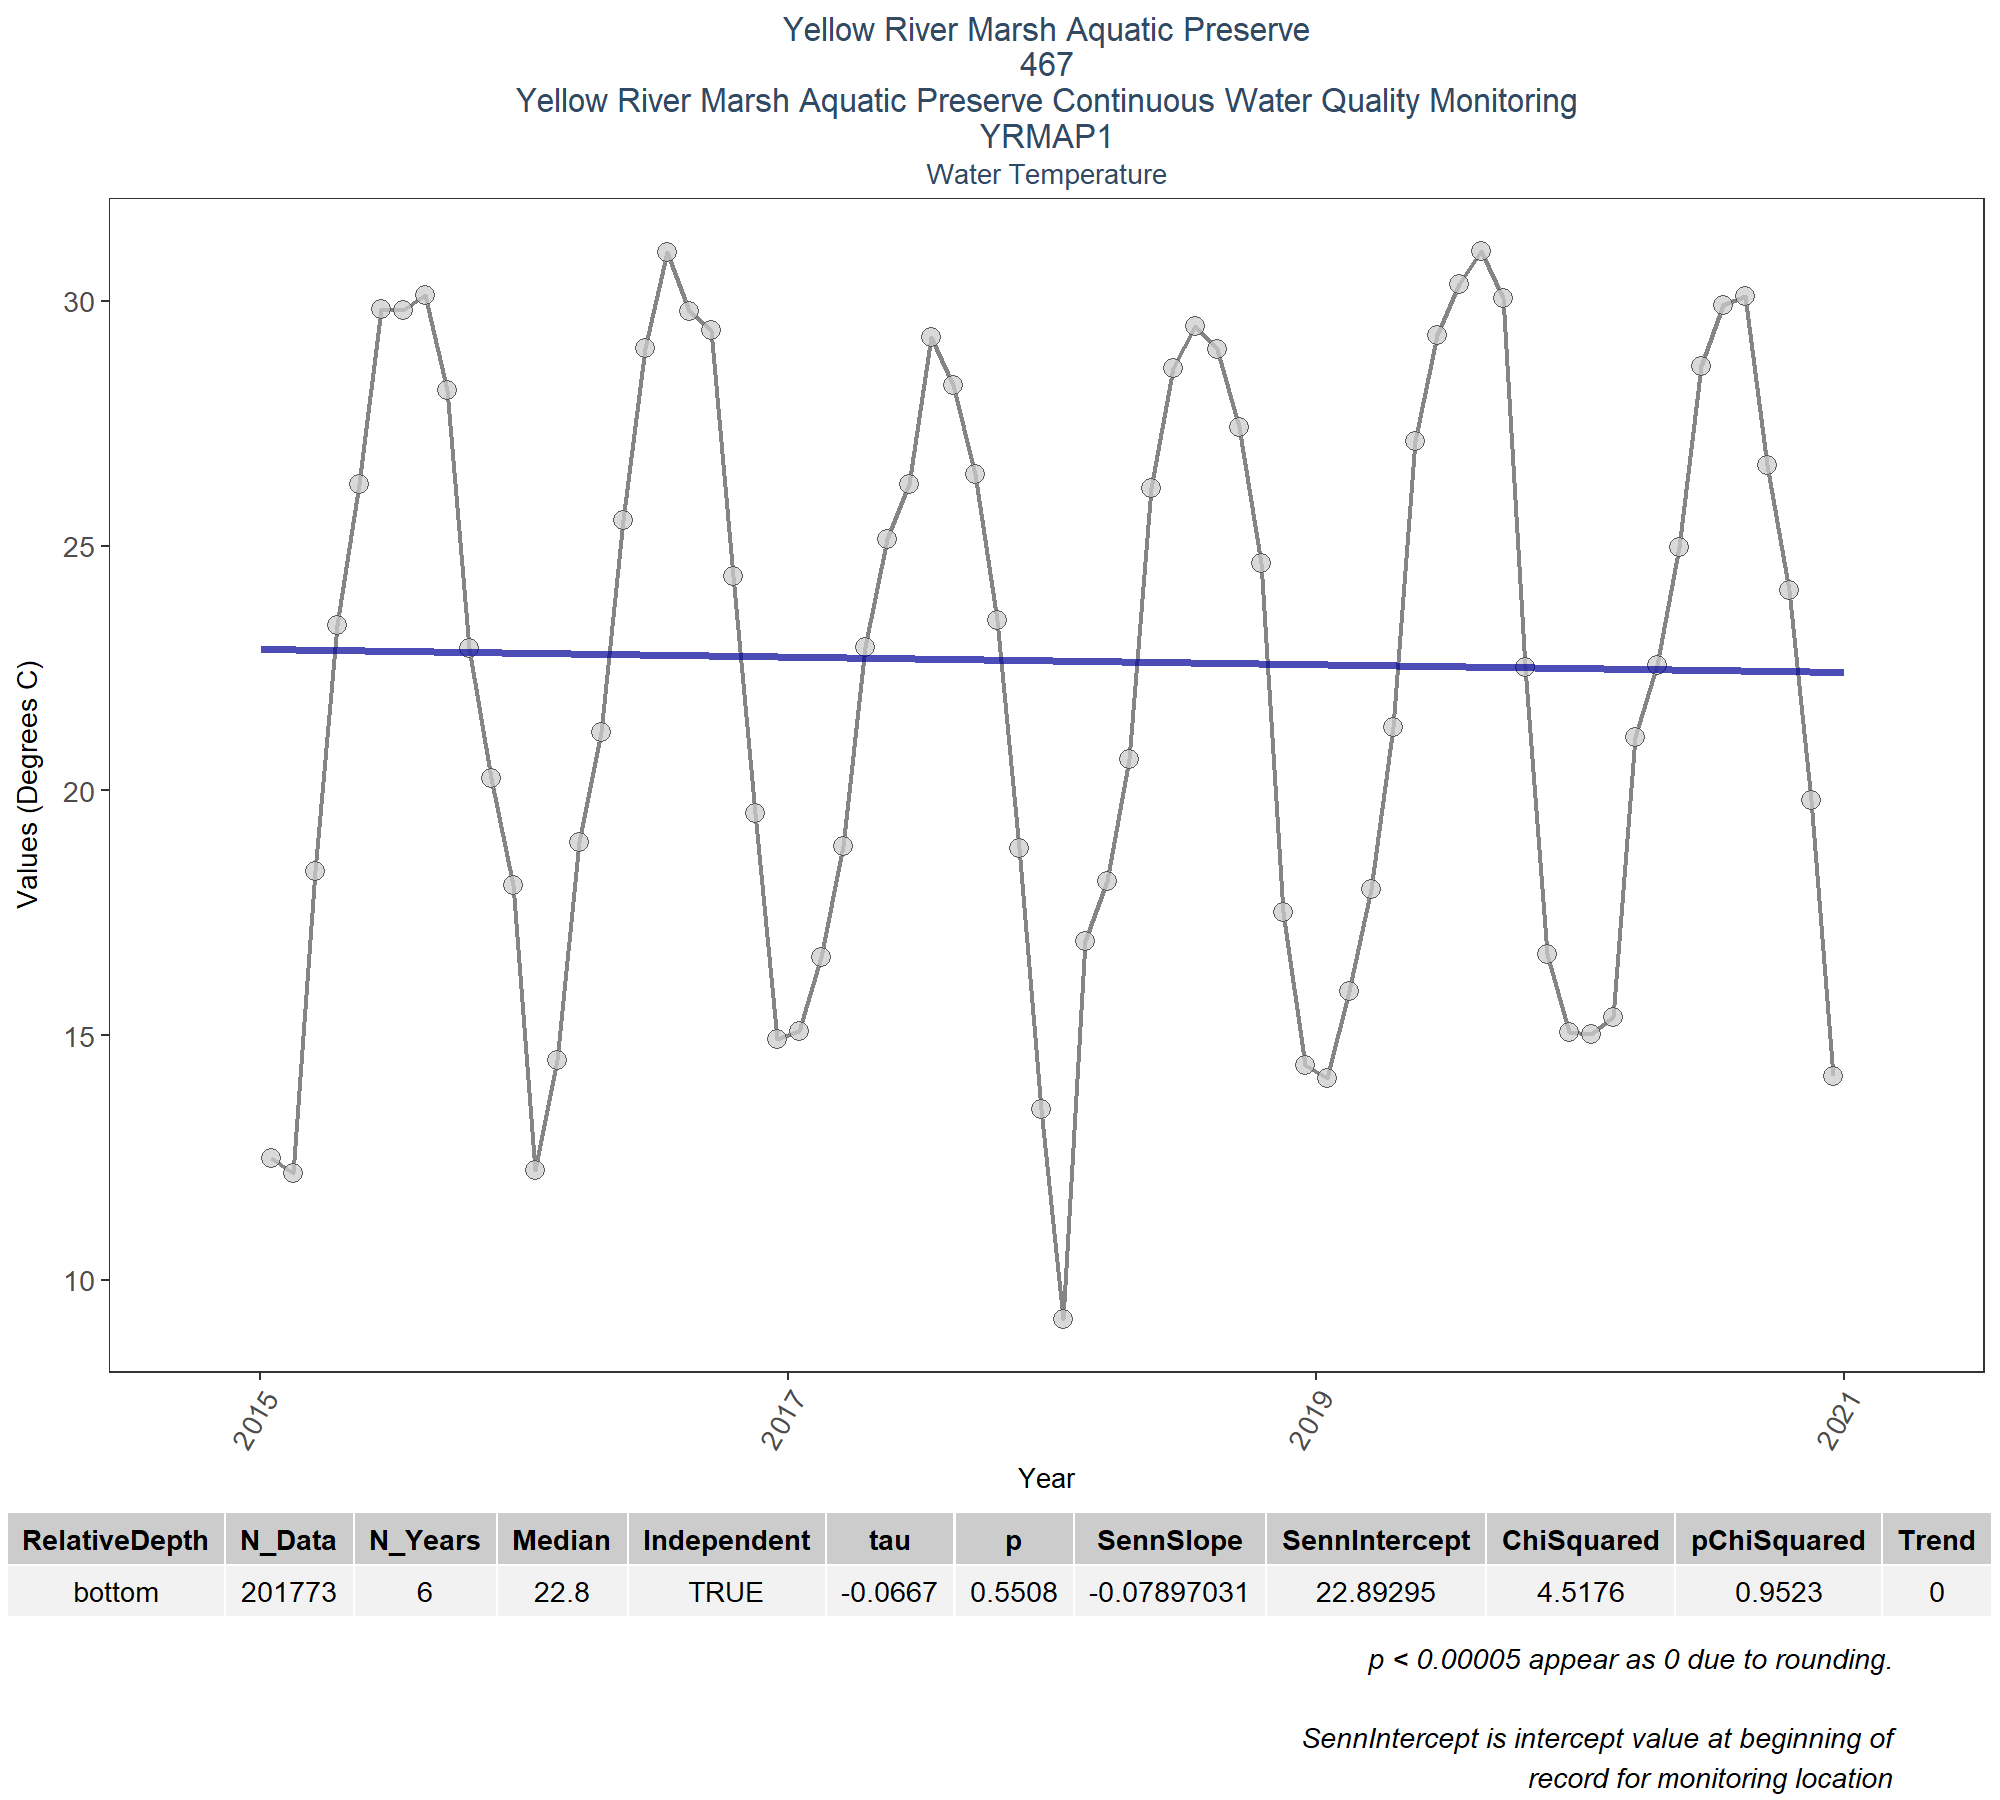 Yellow River Marsh Aquatic Preserve
467
Yellow River Marsh Aquatic Preserve Continuous Water Quality Monitoring
YRMAP1
Water Temperature
Values (Degrees C)
30
25
20
15
10
2015 2017 2019 2021
Year
RelativeDepth N_Data N_Years Median Independent tau p SennSlope SennIntercept ChiSquared pChiSquared Trend
bottom 201773 6 22.8 TRUE -0.0667 0.5508 -0.07897031 22.89295 4.5176 0.9523 0
p < 0.00005 appear as 0 due to rounding.
SennIntercept is intercept value at beginning of
record for monitoring location